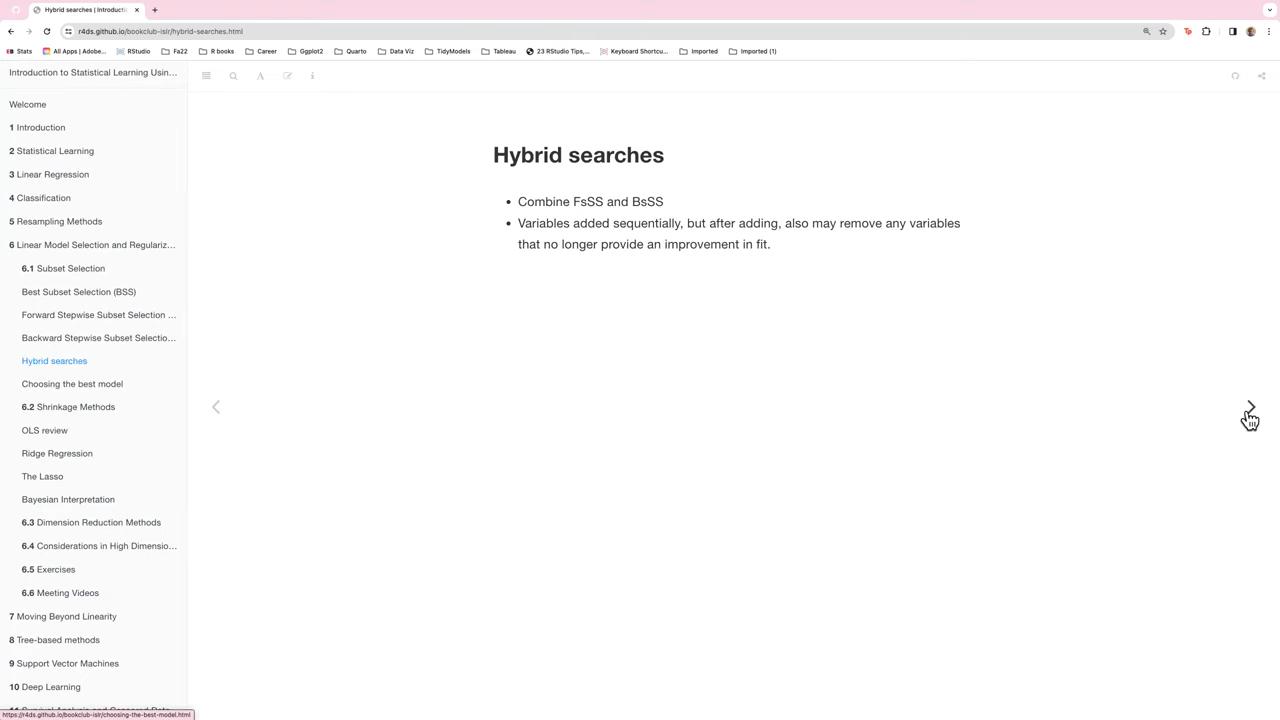 Hybrid searches | Introducti
r4ds.github.io/bookclub-islr/hybrid-searches.html
Stats
All Apps | Adobe...
RStudio
Fa22
R books
Career
Ggplot2
Quarto
Data Viz
TidyModels
Tableau
23 RStudio Tips,...
Keyboard Shortcu...
Imported
Imported (1)
Introduction to Statistical Learning Usin...
Welcome
1 Introduction
2 Statistical Learning
3 Linear Regression
4 Classification
5 Resampling Methods
6 Linear Model Selection and Regulariz...
6.1 Subset Selection
Best Subset Selection (BSS)
Forward Stepwise Subset Selection ...
Backward Stepwise Subset Selectio...
Hybrid searches
Choosing the best model
6.2 Shrinkage Methods
OLS review
Ridge Regression
The Lasso
Bayesian Interpretation
6.3 Dimension Reduction Methods
6.4 Considerations in High Dimensio...
6.5 Exercises
6.6 Meeting Videos
7 Moving Beyond Linearity
8 Tree-based methods
9 Support Vector Machines
10 Deep Learning
https://r4ds.github.io/bookclub-islr/choosing-the-best-model.html
Hybrid searches
• Combine FsSS and BsSS
• Variables added sequentially, but after adding, also may remove any variables
that no longer provide an improvement in fit.